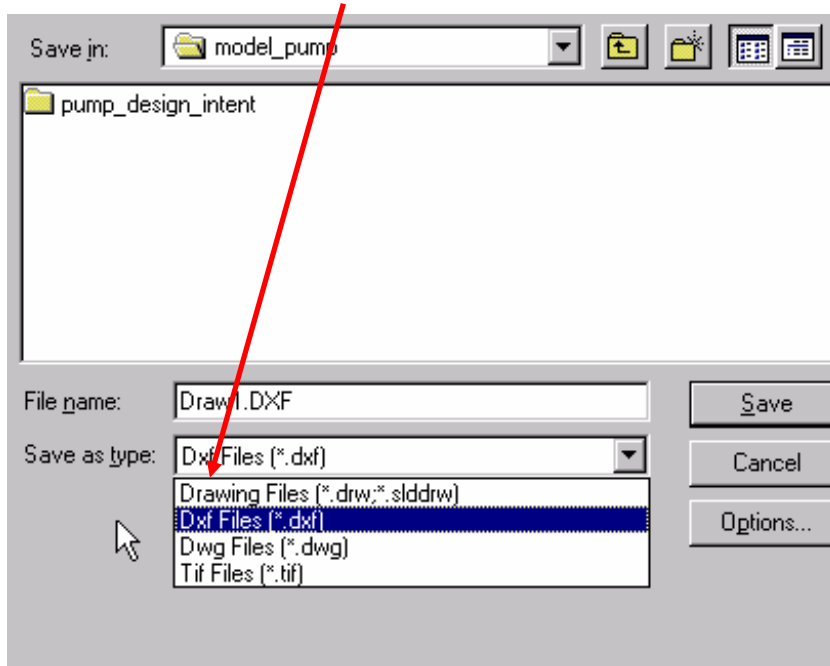 Save in: model_pump
pump_design_intent
File name: Draw1.DXF Save
Save as type: Dxf Files (*.dxf) Cancel
Drawing Files (*.drw;*.slddrw)
Dxf Files (*.dxf) Options...
Dwg Files (*.dwg)
Tif Files (*.tif)